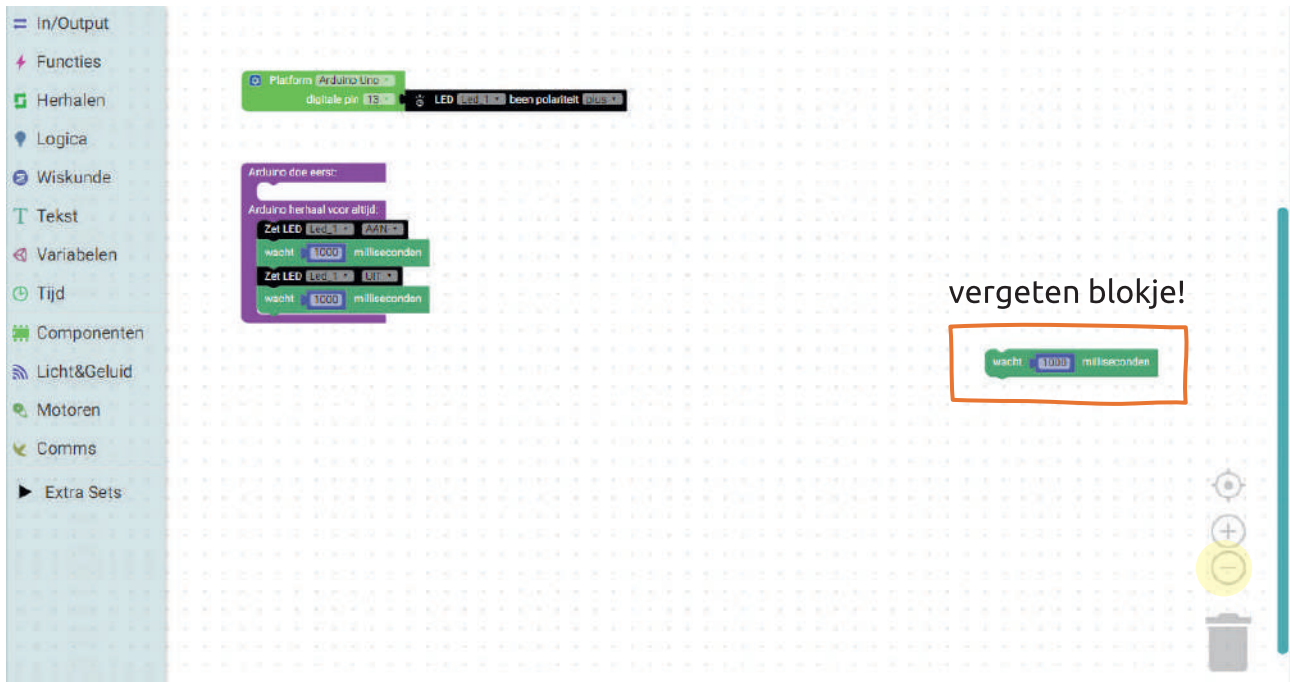 In/Output
Functies
Herhalen
Logica
Wiskunde
Tekst
Variabelen
Tijd
Componenten
Licht&Geluid
Motoren
Comms
Extra Sets
Platform Arduino Uno
digitale pin 13 LED Led_1 been polariteit plus
Arduino doe eerst:
Arduino herhaal voor altijd:
Zet LED Led_1 AAN
wacht 1000 milliseconden
Zet LED Led_1 UIT
wacht 1000 milliseconden
vergeten blokje!
wacht 1000 milliseconden